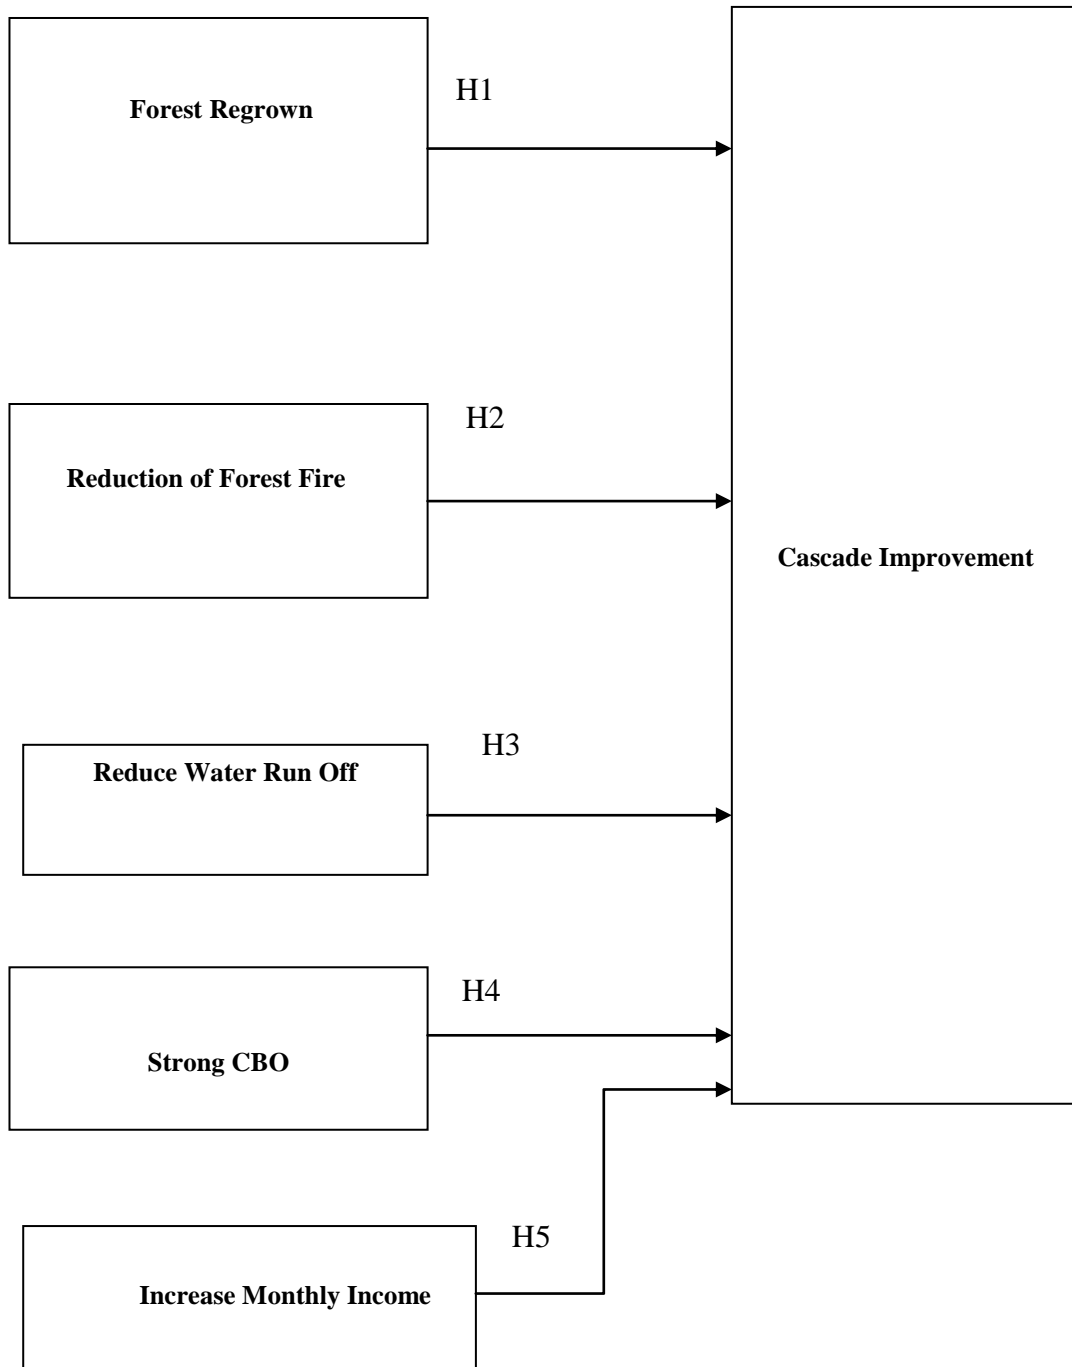 Forest Regrown
H1
Reduction of Forest Fire
H2
Reduce Water Run Off
H3
Strong CBO
H4
Increase Monthly Income
H5
Cascade Improvement